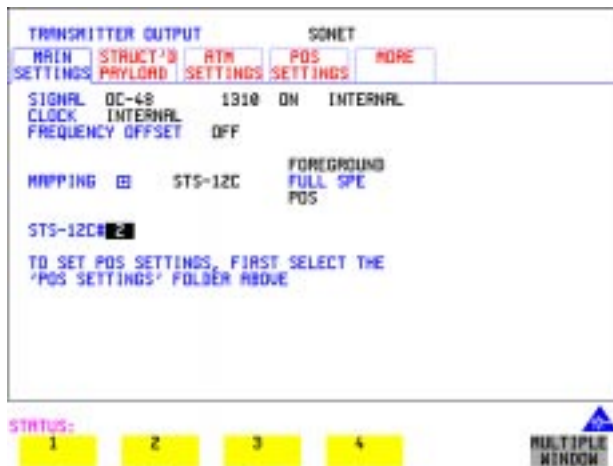 TRANSMITTER OUTPUT SONET
MAIN SETTINGS STRUCT'D PAYLOAD ATM SETTINGS POS SETTINGS MORE
SIGNAL OC-48 1310 ON INTERNAL
CLOCK INTERNAL
FREQUENCY OFFSET OFF
FOREGROUND
MAPPING STS-12C FULL SPE
POS
STS-12C# 2
TO SET POS SETTINGS, FIRST SELECT THE
'POS SETTINGS' FOLDER ABOVE
STATUS:
1 2 3 4 MULTIPLE
WINDOW